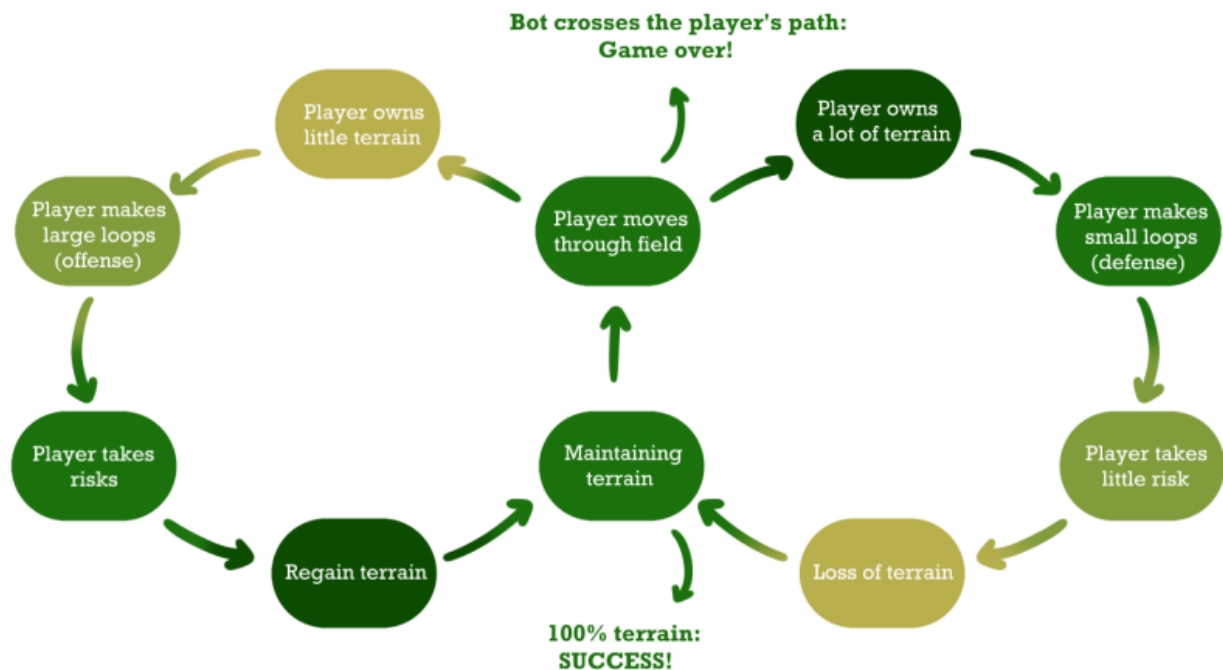 Bot crosses the player's path:
Game over!
Player owns
little terrain
Player owns
a lot of terrain
Player makes
large loops
(offense)
Player moves
through field
Player makes
small loops
(defense)
Player takes
risks
Maintaining
terrain
Player takes
little risk
Regain terrain
Loss of terrain
100% terrain:
SUCCESS!